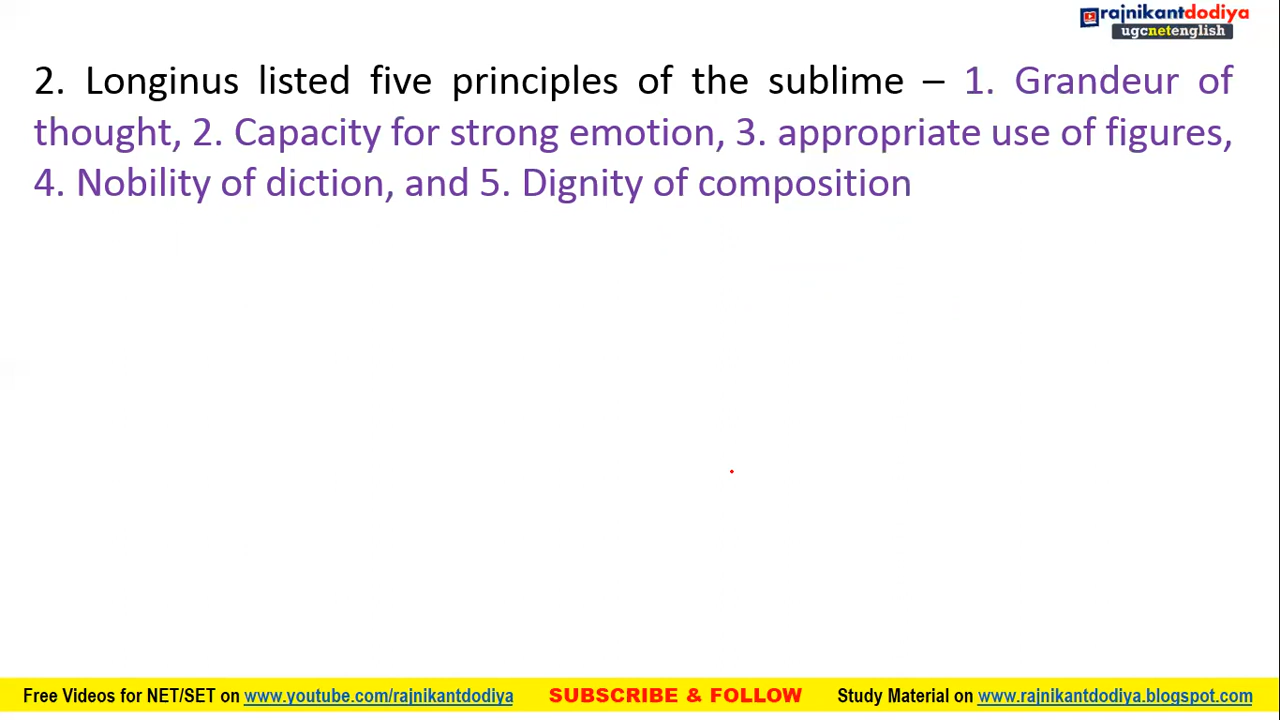 rajnikantdodiya
ugcnetenglish
2. Longinus listed five principles of the sublime – 1. Grandeur of
thought, 2. Capacity for strong emotion, 3. appropriate use of figures,
4. Nobility of diction, and 5. Dignity of composition
Free Videos for NET/SET on www.youtube.com/rajnikantdodiya SUBSCRIBE & FOLLOW Study Material on www.rajnikantdodiya.blogspot.com